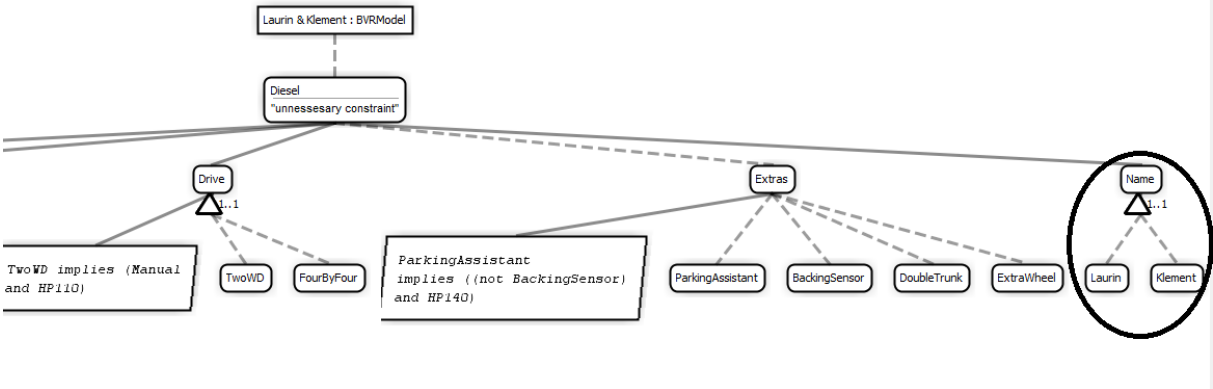 Laurin & Klement : BVRModel
Diesel
"unnessesary constraint"
Drive
1..1
Extras
Name
1..1
TwoWD implies (Manual
and HP110)
TwoWD
FourByFour
ParkingAssistant
implies ((not BackingSensor)
and HP140)
ParkingAssistant
BackingSensor
DoubleTrunk
ExtraWheel
Laurin
Klement